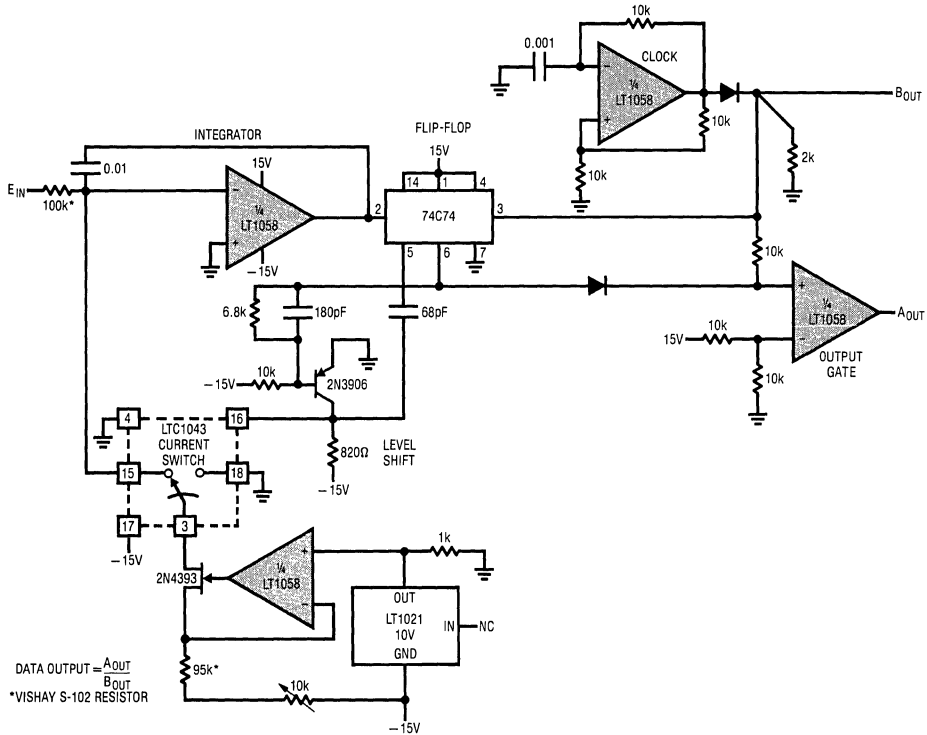 10k
0.001
CLOCK
1/4
LT1058
BOUT
10k
10k
2k
FLIP-FLOP
15V
INTEGRATOR
0.01
15V
EIN
100k*
1/4
LT1058
-15V
14
1
4
2
74C74
3
5
6
7
10k
6.8k
180pF
68pF
1/4
LT1058
AOUT
OUTPUT
GATE
15V
10k
10k
-15V
10k
2N3906
4
16
LTC1043
CURRENT
SWITCH
820Ω
LEVEL
SHIFT
-15V
15
18
17
3
-15V
1k
2N4393
1/4
LT1058
OUT
LT1021
10V
IN
NC
GND
95k*
10k
-15V
DATA OUTPUT = AOUT
BOUT
*VISHAY S-102 RESISTOR